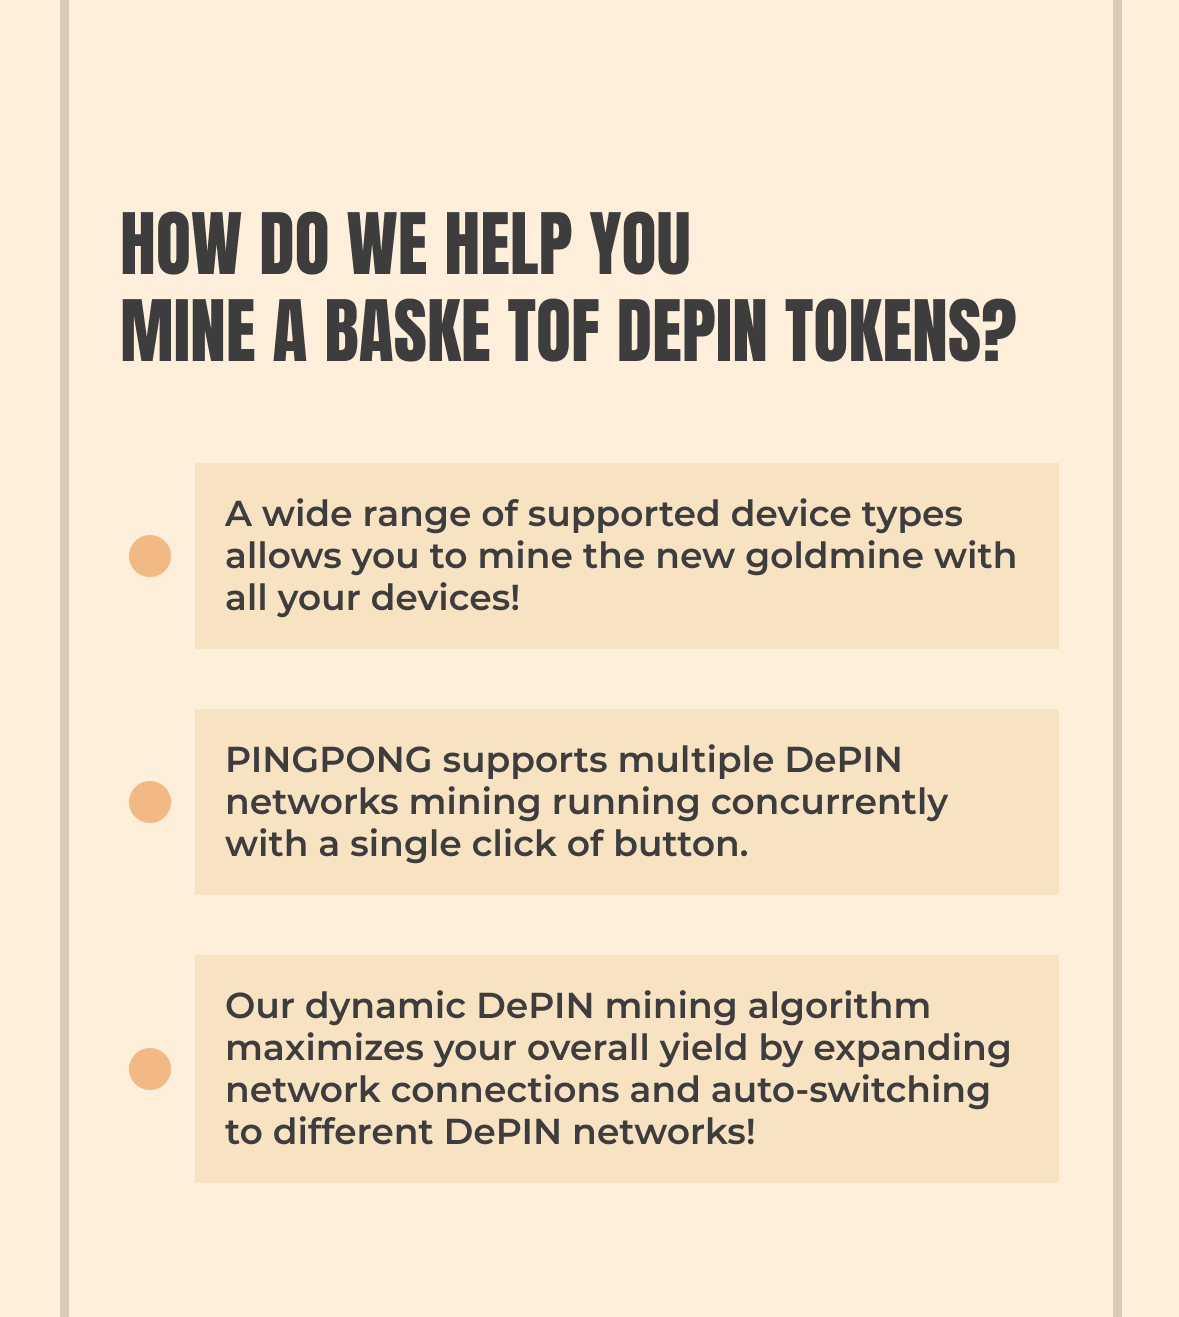 HOW DO WE HELP YOU
MINE A BASKE TOF DEPIN TOKENS?
A wide range of supported device types
allows you to mine the new goldmine with
all your devices!
PINGPONG supports multiple DePIN
networks mining running concurrently
with a single click of button.
Our dynamic DePIN mining algorithm
maximizes your overall yield by expanding
network connections and auto-switching
to different DePIN networks!